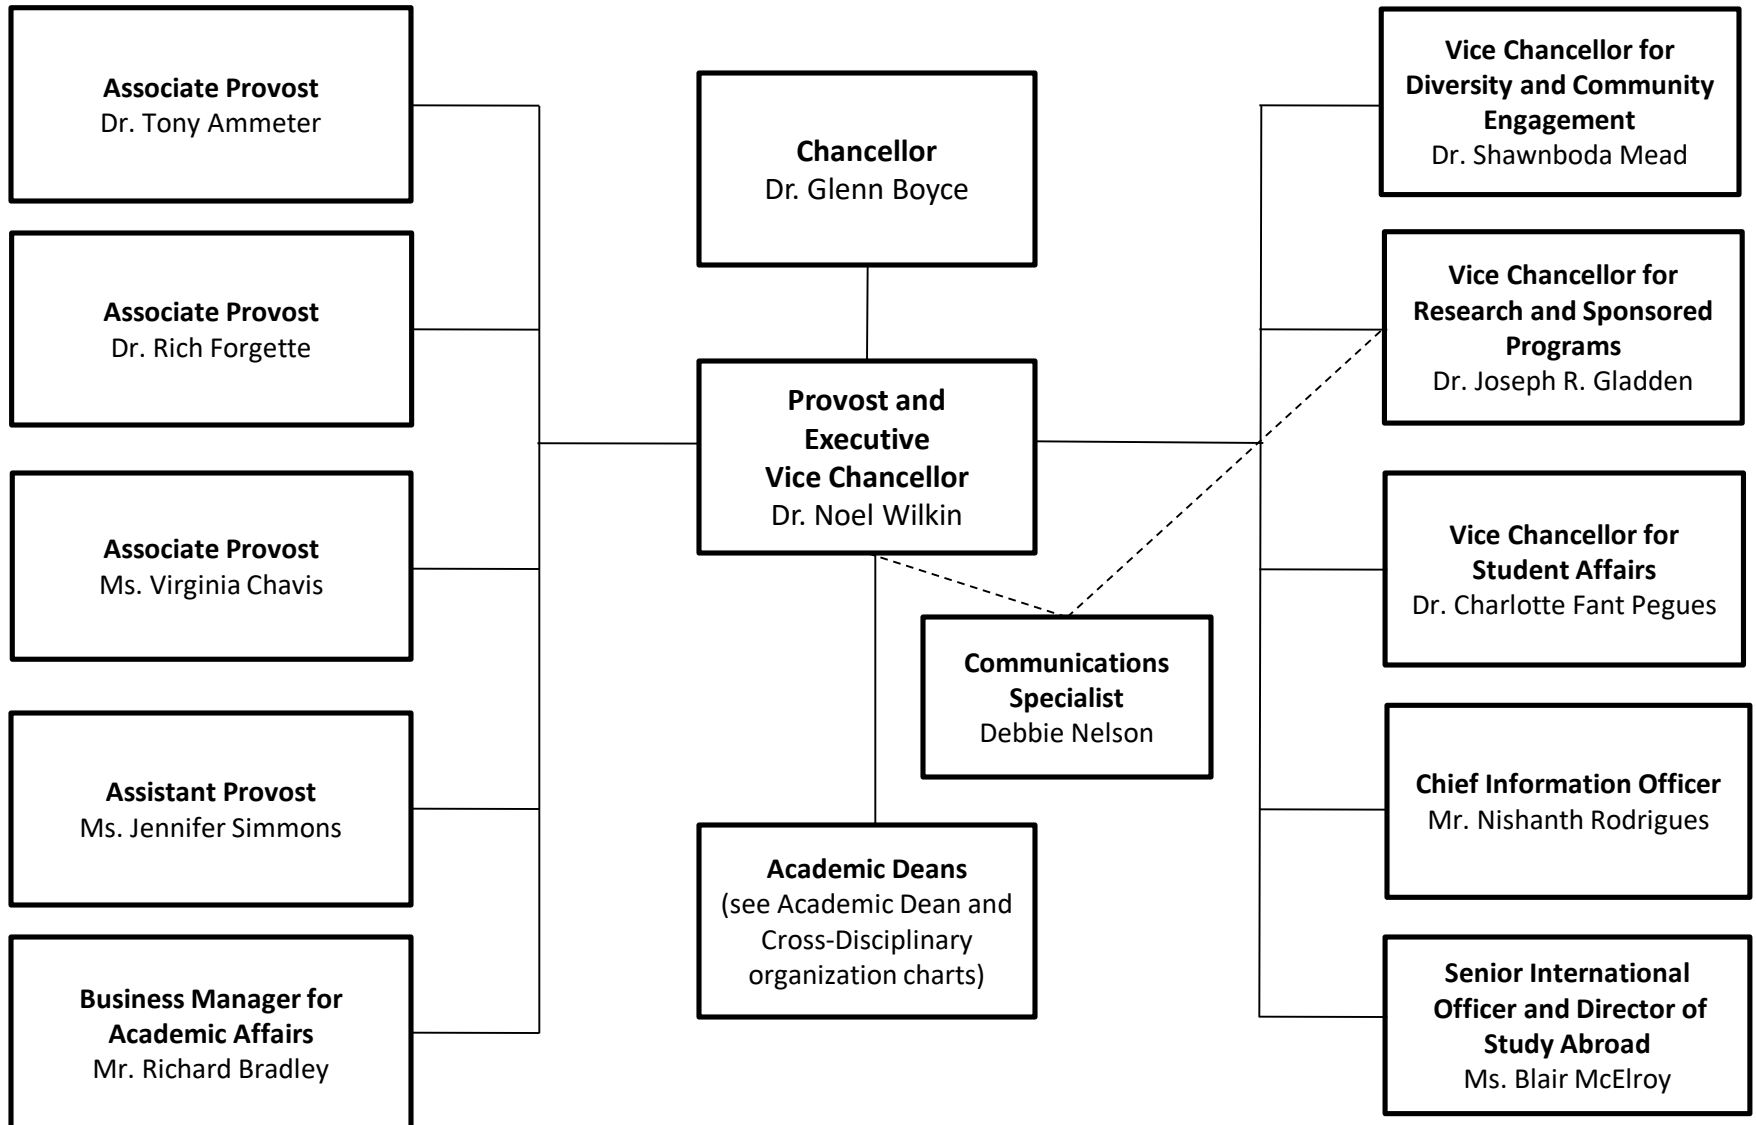 Associate Provost
Dr. Tony Ammeter
Associate Provost
Dr. Rich Forgette
Associate Provost
Ms. Virginia Chavis
Assistant Provost
Ms. Jennifer Simmons
Business Manager for
Academic Affairs
Mr. Richard Bradley
Chancellor
Dr. Glenn Boyce
Provost and
Executive
Vice Chancellor
Dr. Noel Wilkin
Communications
Specialist
Debbie Nelson
Academic Deans
(see Academic Dean and
Cross-Disciplinary
organization charts)
Vice Chancellor for
Diversity and Community
Engagement
Dr. Shawnboda Mead
Vice Chancellor for
Research and Sponsored
Programs
Dr. Joseph R. Gladden
Vice Chancellor for
Student Affairs
Dr. Charlotte Fant Pegues
Chief Information Officer
Mr. Nishanth Rodrigues
Senior International
Officer and Director of
Study Abroad
Ms. Blair McElroy